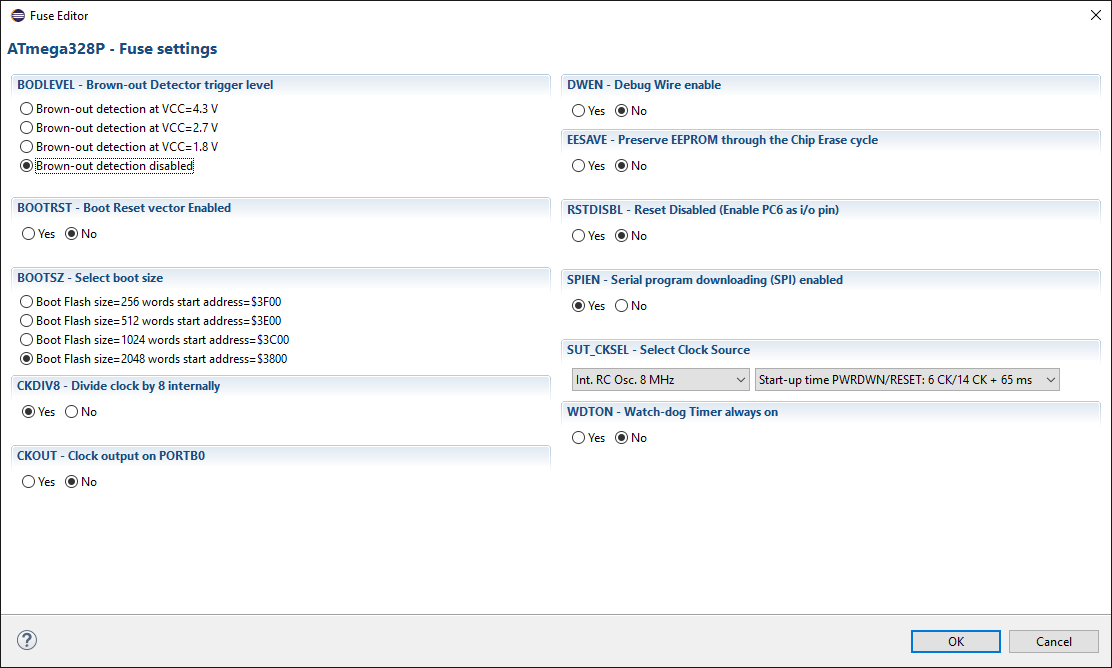 Fuse Editor
ATmega328P - Fuse settings
BODLEVEL - Brown-out Detector trigger level
Brown-out detection at VCC=4.3 V
Brown-out detection at VCC=2.7 V
Brown-out detection at VCC=1.8 V
Brown-out detection disabled
BOOTRST - Boot Reset vector Enabled
Yes No
BOOTSZ - Select boot size
Boot Flash size=256 words start address=$3F00
Boot Flash size=512 words start address=$3E00
Boot Flash size=1024 words start address=$3C00
Boot Flash size=2048 words start address=$3800
CKDIV8 - Divide clock by 8 internally
Yes No
CKOUT - Clock output on PORTB0
Yes No
DWEN - Debug Wire enable
Yes No
EESAVE - Preserve EEPROM through the Chip Erase cycle
Yes No
RSTDISBL - Reset Disabled (Enable PC6 as i/o pin)
Yes No
SPIEN - Serial program downloading (SPI) enabled
Yes No
SUT_CKSEL - Select Clock Source
Int. RC Osc. 8 MHz Start-up time PWRDWN/RESET: 6 CK/14 CK + 65 ms
WDTON - Watch-dog Timer always on
Yes No
?
OK Cancel